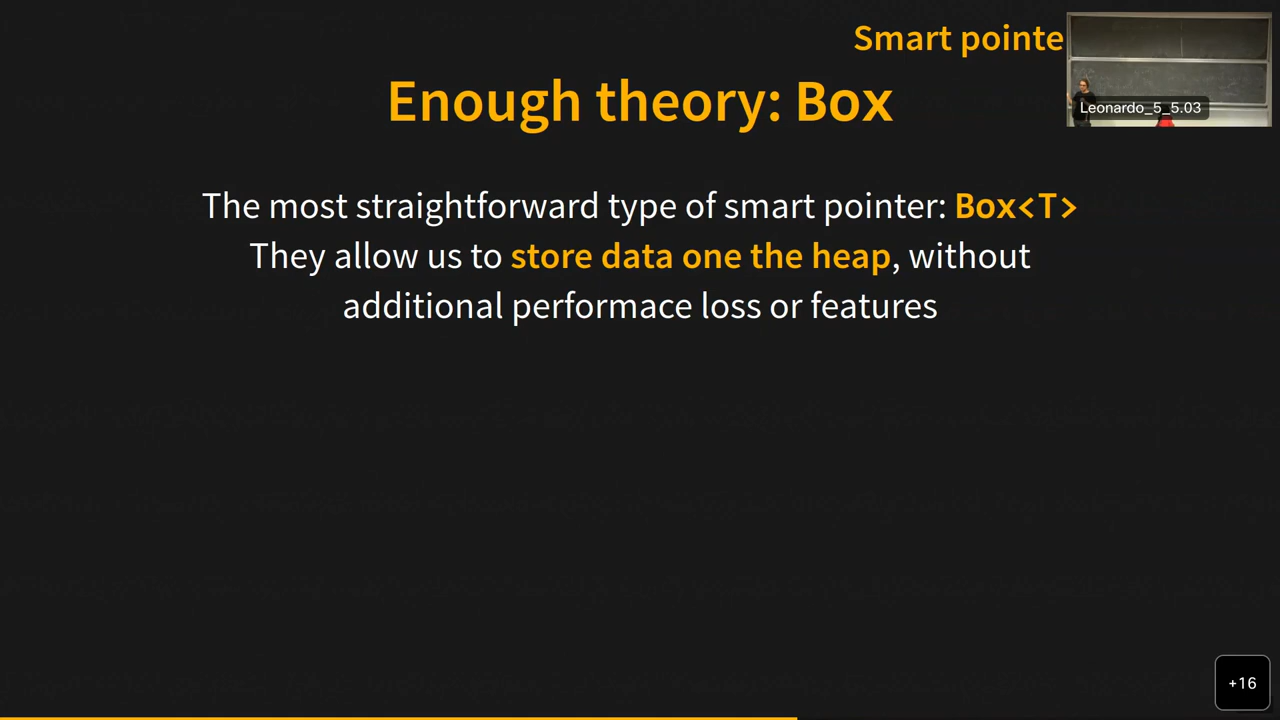 Smart pointe
Enough theory: Box
Leonardo_5_5.03
The most straightforward type of smart pointer: Box<T>
They allow us to store data one the heap, without
additional performace loss or features
+16